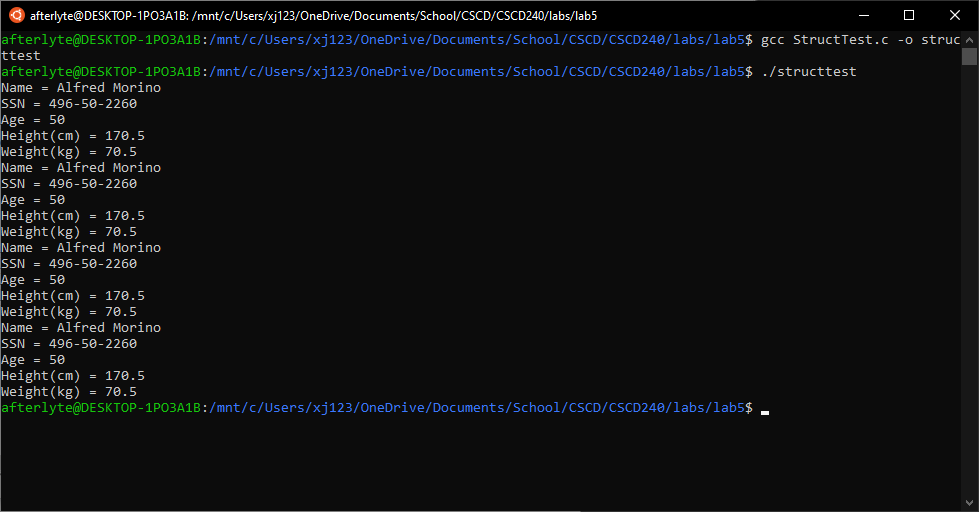 afterlyte@DESKTOP-1PO3A1B: /mnt/c/Users/xj123/OneDrive/Documents/School/CSCD/CSCD240/labs/lab5
afterlyte@DESKTOP-1PO3A1B:/mnt/c/Users/xj123/OneDrive/Documents/School/CSCD/CSCD240/labs/lab5$ gcc StructTest.c -o struc
ttest
afterlyte@DESKTOP-1PO3A1B:/mnt/c/Users/xj123/OneDrive/Documents/School/CSCD/CSCD240/labs/lab5$ ./structtest
Name = Alfred Morino
SSN = 496-50-2260
Age = 50
Height(cm) = 170.5
Weight(kg) = 70.5
Name = Alfred Morino
SSN = 496-50-2260
Age = 50
Height(cm) = 170.5
Weight(kg) = 70.5
Name = Alfred Morino
SSN = 496-50-2260
Age = 50
Height(cm) = 170.5
Weight(kg) = 70.5
Name = Alfred Morino
SSN = 496-50-2260
Age = 50
Height(cm) = 170.5
Weight(kg) = 70.5
afterlyte@DESKTOP-1PO3A1B:/mnt/c/Users/xj123/OneDrive/Documents/School/CSCD/CSCD240/labs/lab5$